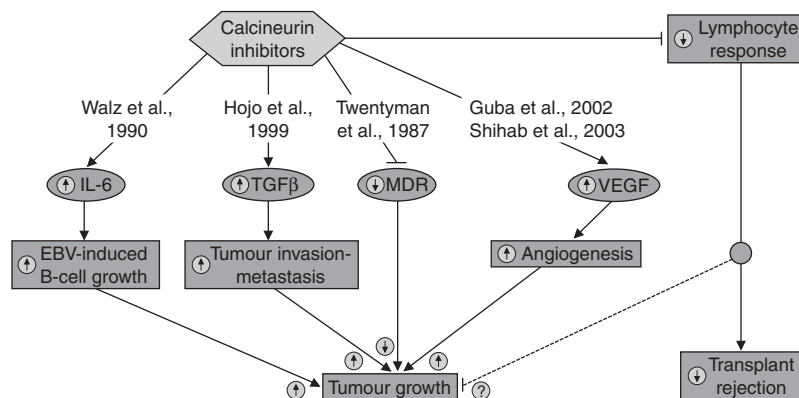 Calcineurin
inhibitors
Lymphocyte
response
Walz et al.,
1990
Hojo et al.,
1999
Twentyman
et al., 1987
Guba et al., 2002
Shihab et al., 2003
IL-6
TGFβ
MDR
VEGF
EBV-induced
B-cell growth
Tumour invasion-
metastasis
Angiogenesis
Tumour growth
?
Transplant
rejection